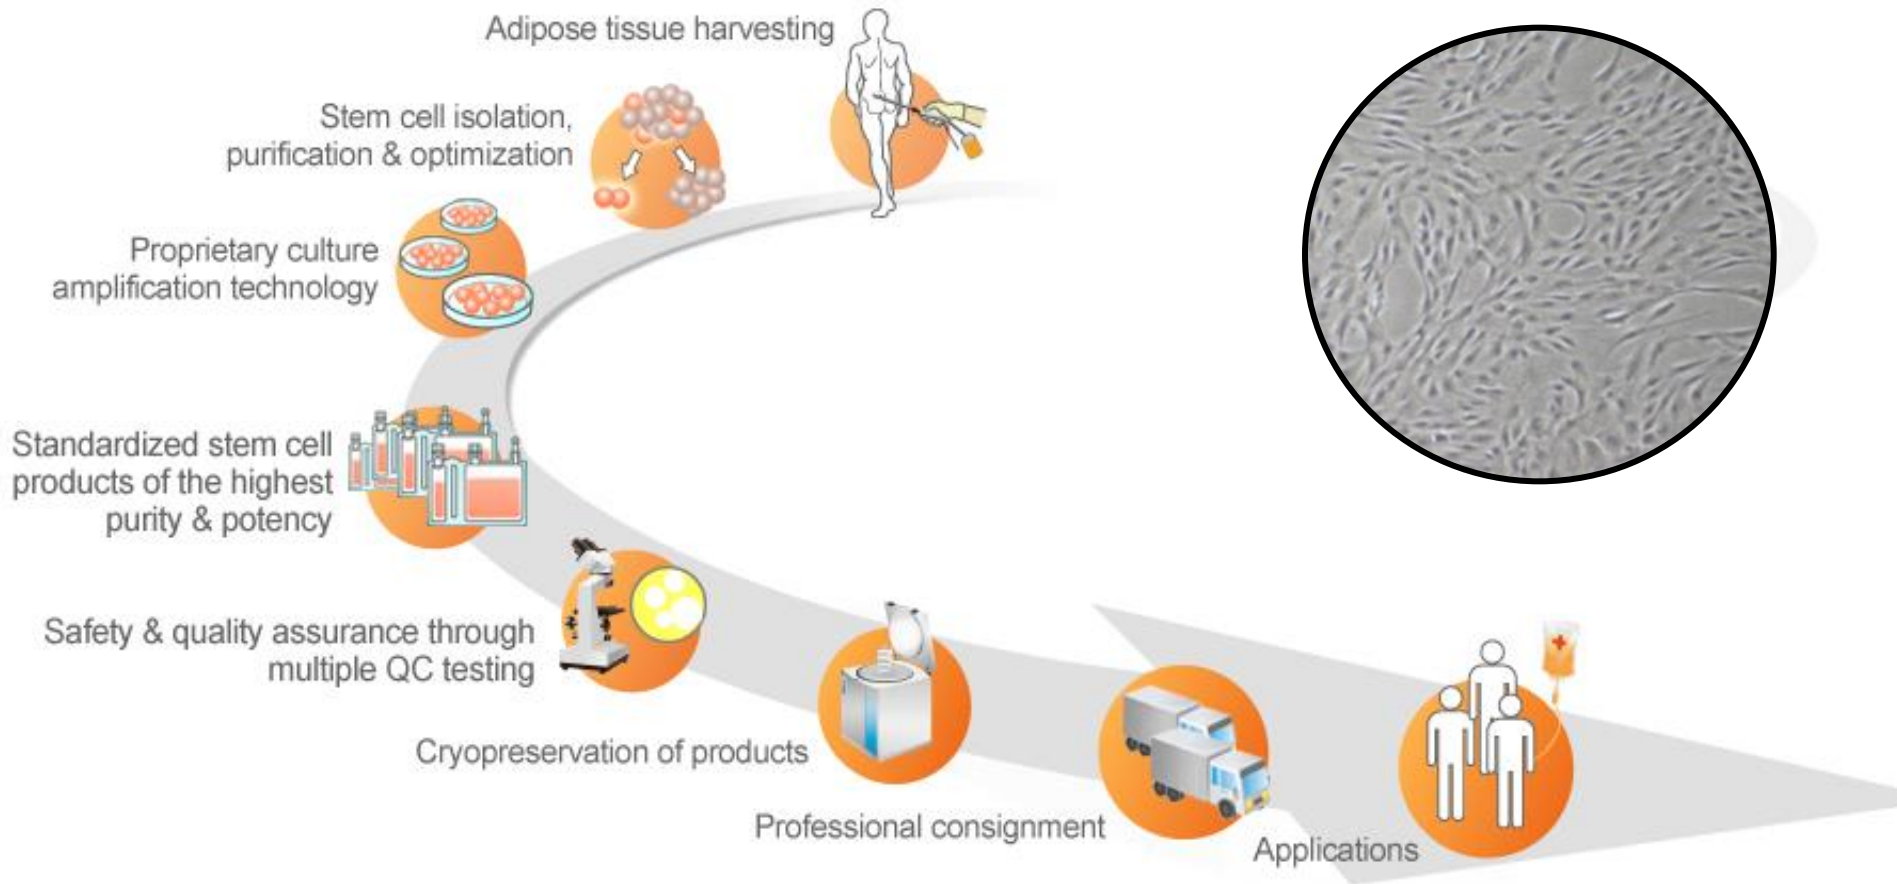 Adipose tissue harvesting
Stem cell isolation,
purification & optimization
Proprietary culture
amplification technology
Standardized stem cell
products of the highest
purity & potency
Safety & quality assurance through
multiple QC testing
Cryopreservation of products
Professional consignment
Applications